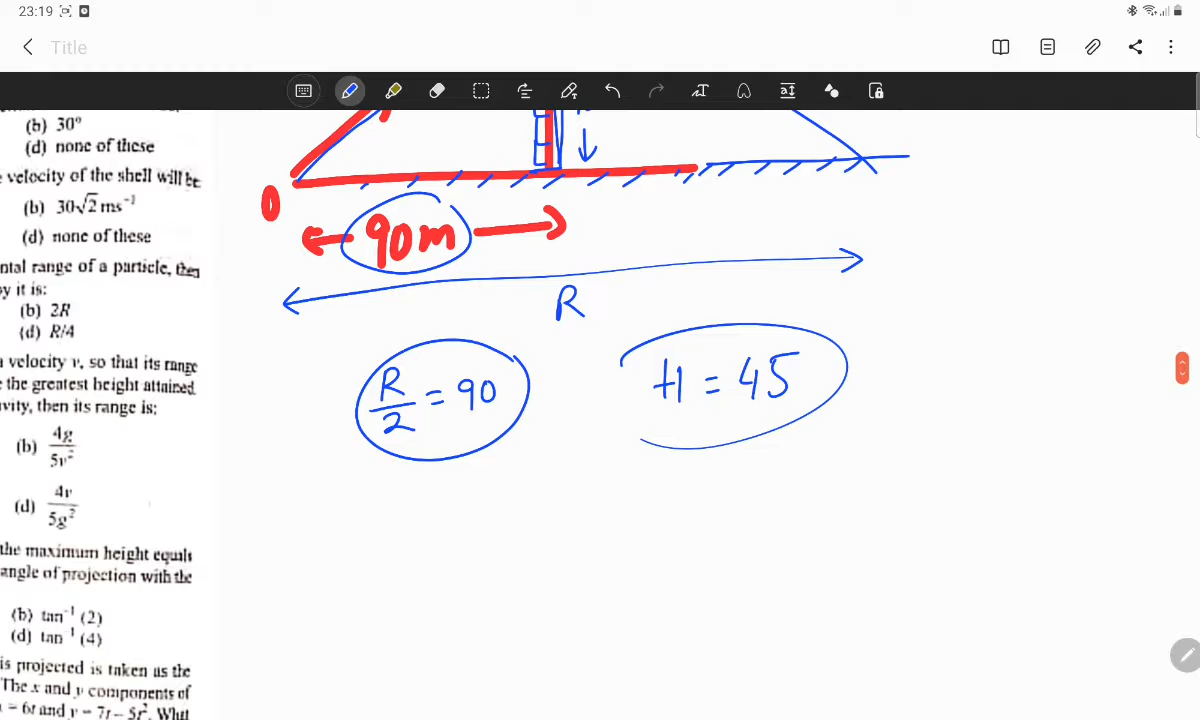 23:19
Title
(b) 30°
(d) none of these
velocity of the shell will be
(b) 30√2 ms⁻¹
(d) none of these
ntal range of a particle, then
by it is:
(b) 2R
(d) R/4
velocity v, so that its range
the greatest height attained
vity, then its range is:
(b) 4g/5v²
(d) 4v/5g²
the maximum height equals
angle of projection with the
(b) tan⁻¹ (2)
(d) tan⁻¹ (4)
is projected is taken as the
The x and y components of
= 6t and y = 7t – 5t². What
O
90m
R
R/2 = 90
H = 45